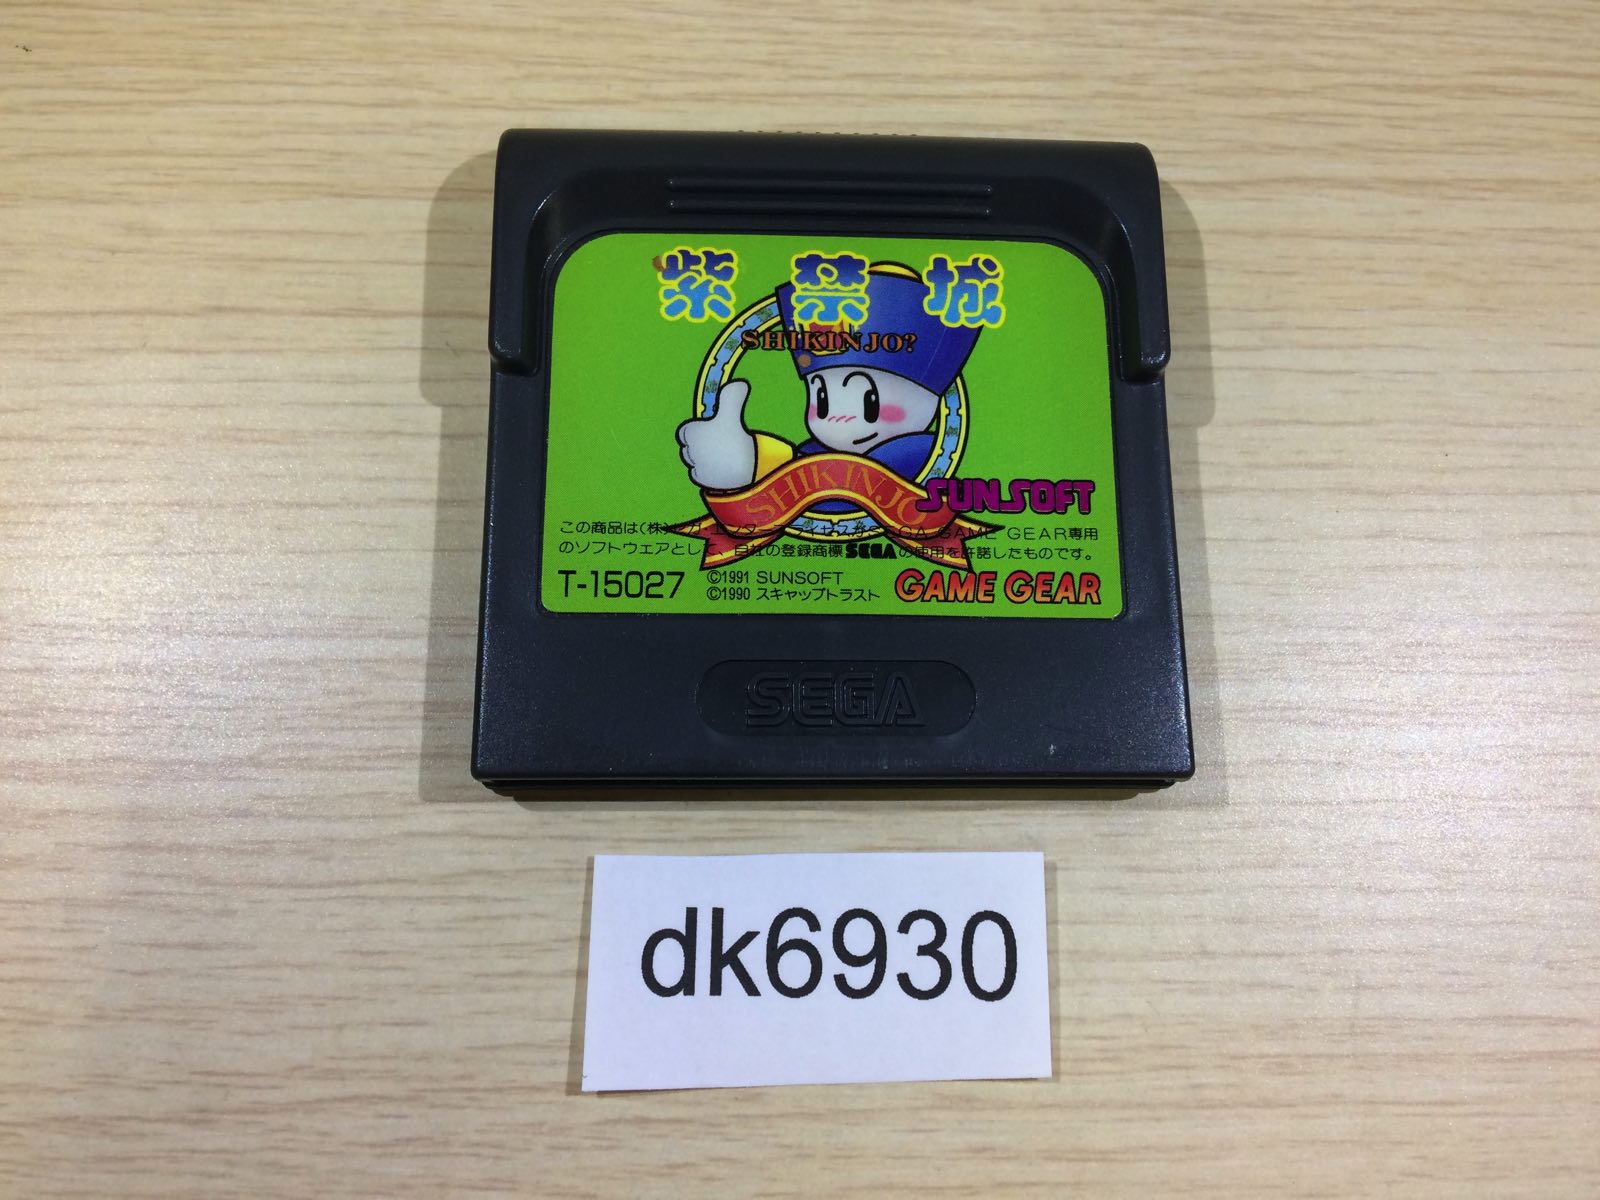 紫禁城
SHIKINJO?
SHIKINJO
SUNSOFT
この商品は(株)セガ・エンタープライゼスがSEGA GAME GEAR専用
のソフトウェアとして、自社の登録商標SEGAの使用を許諾したものです。
T-15027
©1991 SUNSOFT
©1990 スキャップトラスト
GAME GEAR
SEGA
dk6930